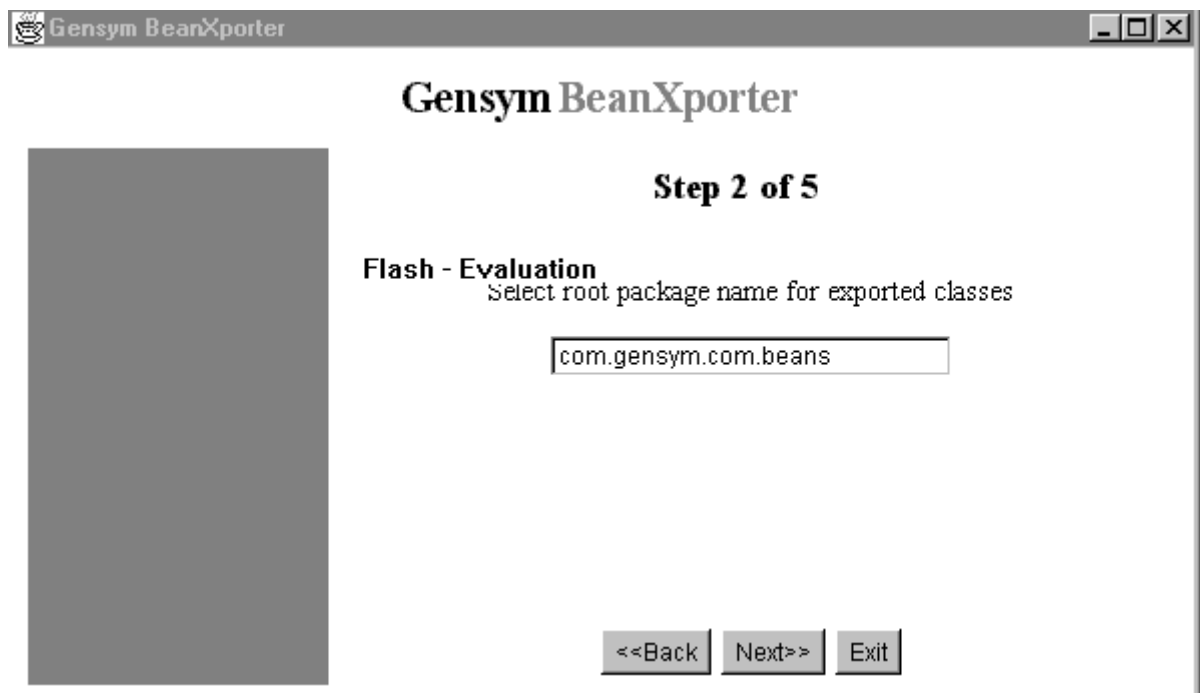 Gensym BeanXporter
Gensym BeanXporter
Step 2 of 5
Flash - Evaluation
Select root package name for exported classes
com.gensym.com.beans
<<Back Next>> Exit